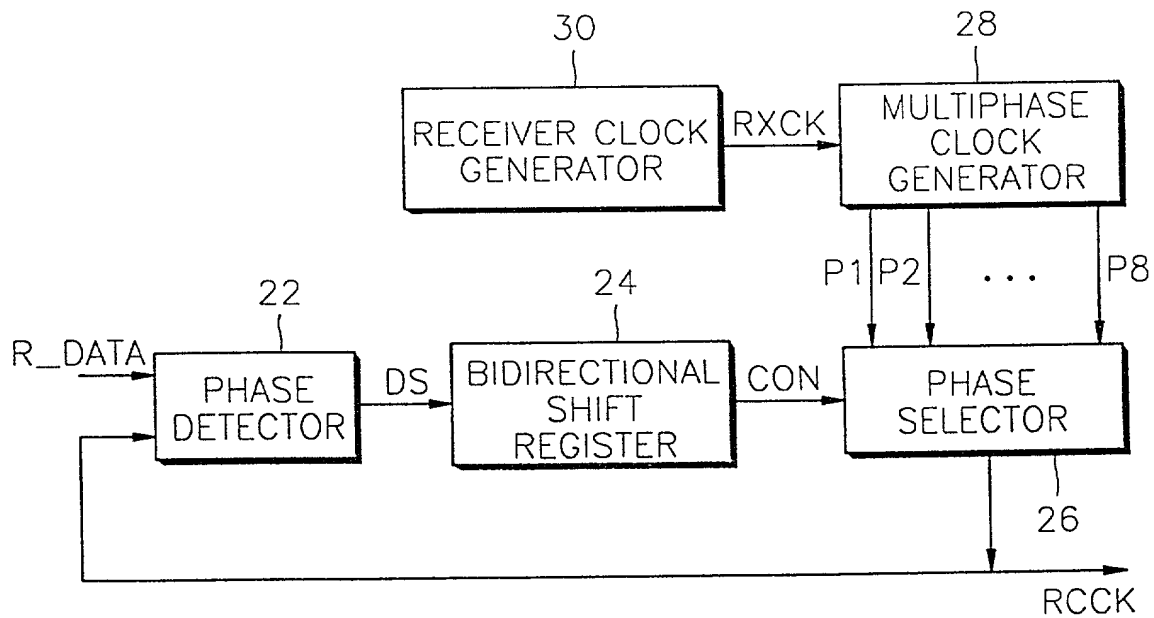 30
28
RECEIVER CLOCK
GENERATOR
RXCK
MULTIPHASE
CLOCK
GENERATOR
P1
P2
...
P8
22
24
R_DATA
PHASE
DETECTOR
DS
BIDIRECTIONAL
SHIFT
REGISTER
CON
PHASE
SELECTOR
26
RCCK